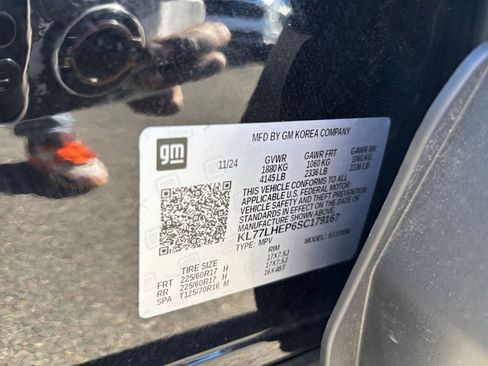 gm
MFD BY GM KOREA COMPANY
11/24
GVWR GAWR FRT GAWR RR
1880 KG 1060 KG 1060 KG
4145 LB 2336 LB 2336 LB
THIS VEHICLE CONFORMS TO ALL
APPLICABLE U.S. FEDERAL MOTOR
VEHICLE SAFETY AND THEFT PREVENTION
STANDARDS IN EFFECT ON THE DATE OF
MANUFACTURE SHOWN ABOVE.
KL77LHEP6SC179167
TYPE: MPV MODEL:
TIRE SIZE RIM
FRT 225/60R17 H 17X7.5J
RR 225/60R17 H 17X7.5J
SPA T125/70R16 M 16X4BT